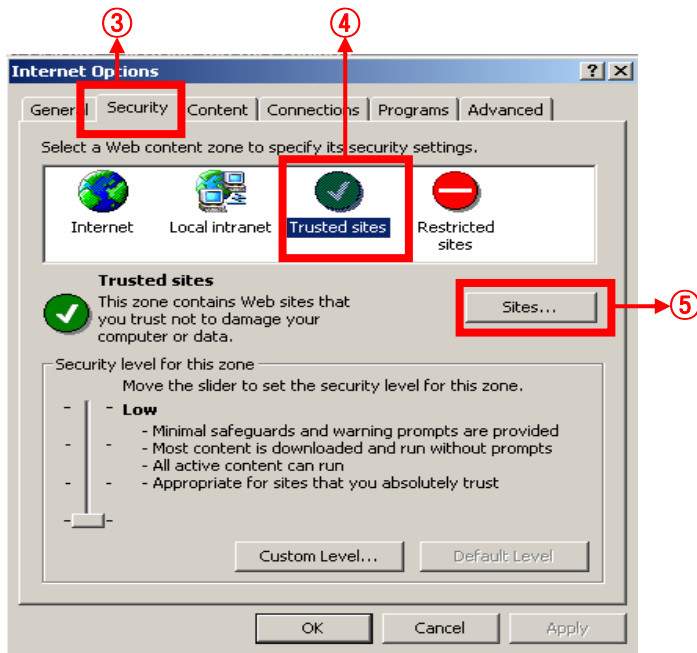 ③ ④
Internet Options
General Security Content Connections Programs Advanced
Select a Web content zone to specify its security settings.
Internet Local intranet Trusted sites Restricted
sites
Trusted sites
This zone contains Web sites that
you trust not to damage your
computer or data.
Sites...
⑤
Security level for this zone
Move the slider to set the security level for this zone.
Low
- Minimal safeguards and warning prompts are provided
- Most content is downloaded and run without prompts
- All active content can run
- Appropriate for sites that you absolutely trust
Custom Level... Default Level
OK Cancel Apply